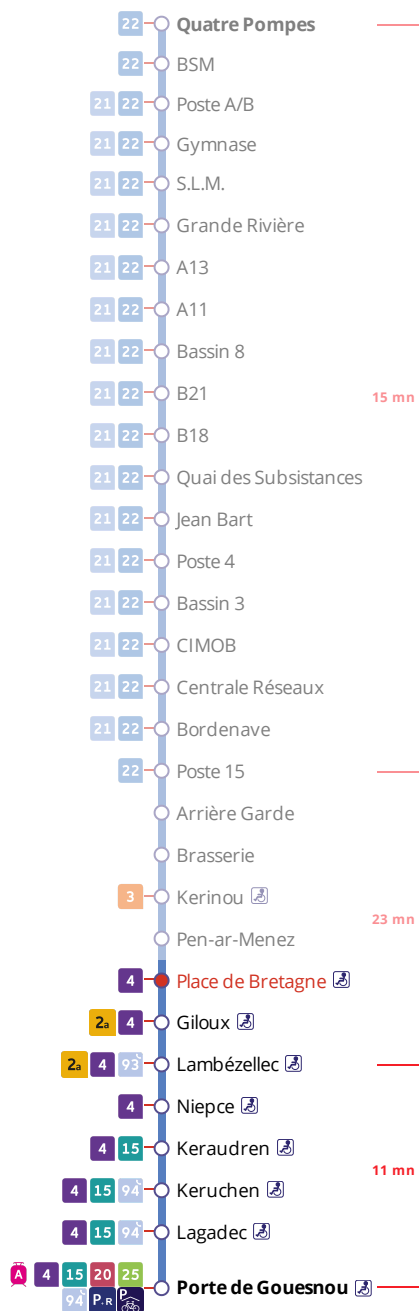 22 Quatre Pompes
22 BSM
21 22 Poste A/B
21 22 Gymnase
21 22 S.L.M.
21 22 Grande Rivière
21 22 A13
21 22 A11
21 22 Bassin 8
21 22 B21
15 mn
21 22 B18
21 22 Quai des Subsistances
21 22 Jean Bart
21 22 Poste 4
21 22 Bassin 3
21 22 CIMOB
21 22 Centrale Réseaux
21 22 Bordenave
22 Poste 15
Arrière Garde
Brasserie
3 Kerinou
23 mn
Pen-ar-Menez
4 Place de Bretagne
2a 4 Giloux
2a 4 93 Lambézellec
4 Niepce
4 15 Keraudren
11 mn
4 15 94 Keruchen
4 15 94 Lagadec
A 4 15 20 25
94 P+R P Porte de Gouesnou